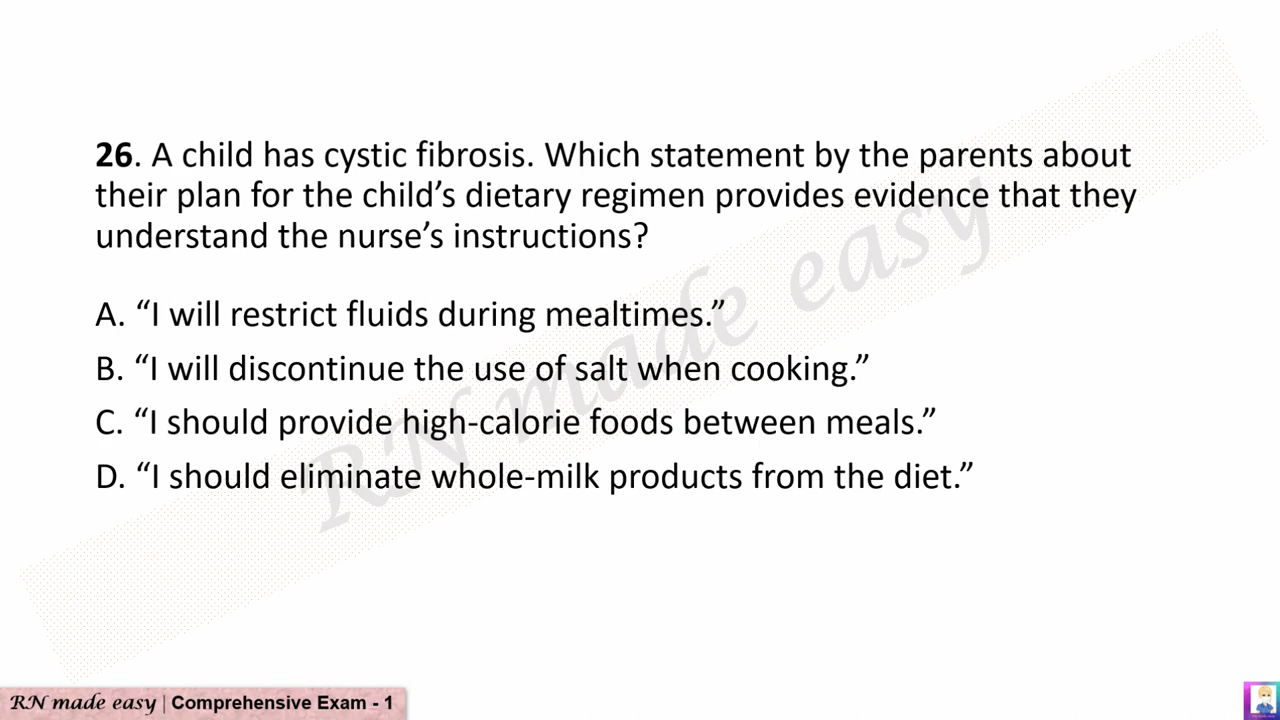 26. A child has cystic fibrosis. Which statement by the parents about
their plan for the child’s dietary regimen provides evidence that they
understand the nurse’s instructions?
A. “I will restrict fluids during mealtimes.”
B. “I will discontinue the use of salt when cooking.”
C. “I should provide high-calorie foods between meals.”
D. “I should eliminate whole-milk products from the diet.”
RN made easy
RN made easy | Comprehensive Exam - 1